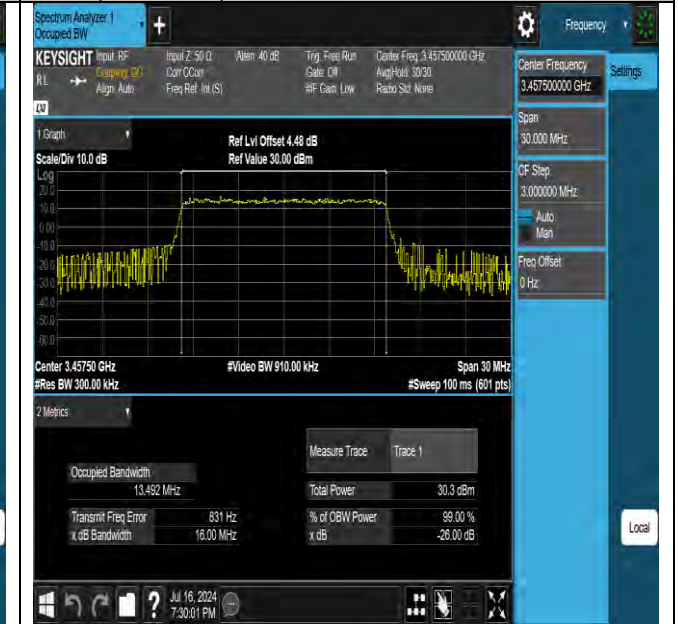 Spectrum Analyzer 1
Occupied BW
+
Frequency
KEYSIGHT
Input: RF
Coupling: DC
Align: Auto
RL
Input Z: 50 Ω
Corr CCorr
Freq Ref: Int (S)
Atten: 40 dB
Trig: Free Run
Gate: Off
#IF Gain: Low
Center Freq: 3.457500000 GHz
Avg|Hold: 30/30
Radio Std: None
Center Frequency
3.457500000 GHz
Settings
Span
30.000 MHz
CF Step
3.000000 MHz
Auto
Man
Freq Offset
0 Hz
1 Graph
Ref Lvl Offset 4.48 dB
Scale/Div 10.0 dB
Ref Value 30.00 dBm
Log
20.0
10.0
0.00
-10.0
-20.0
-30.0
-40.0
-50.0
-60.0
Center 3.45750 GHz
#Video BW 910.00 kHz
Span 30 MHz
#Res BW 300.00 kHz
#Sweep 100 ms (601 pts)
2 Metrics
Measure Trace
Trace 1
Occupied Bandwidth
13.492 MHz
Total Power
30.3 dBm
Transmit Freq Error
831 Hz
% of OBW Power
99.00 %
x dB Bandwidth
16.00 MHz
x dB
-26.00 dB
Local
?
Jul 16, 2024
7:30:01 PM